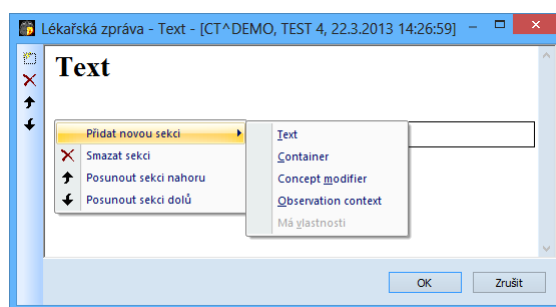 Lékařská zpráva - Text - [CT^DEMO, TEST 4, 22.3.2013 14:26:59]
Text
Přidat novou sekci
Smazat sekci
Posunout sekci nahoru
Posunout sekci dolů
Text
Container
Concept modifier
Observation context
Má vlastnosti
OK Zrušit